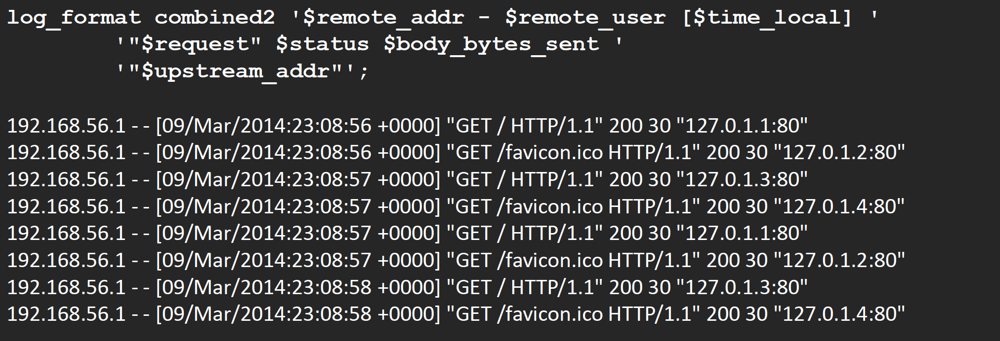 log_format combined2 '$remote_addr - $remote_user [$time_local] '
'"$request" $status $body_bytes_sent '
'"$upstream_addr"';
192.168.56.1 - - [09/Mar/2014:23:08:56 +0000] "GET / HTTP/1.1" 200 30 "127.0.1.1:80"
192.168.56.1 - - [09/Mar/2014:23:08:56 +0000] "GET /favicon.ico HTTP/1.1" 200 30 "127.0.1.2:80"
192.168.56.1 - - [09/Mar/2014:23:08:57 +0000] "GET / HTTP/1.1" 200 30 "127.0.1.3:80"
192.168.56.1 - - [09/Mar/2014:23:08:57 +0000] "GET /favicon.ico HTTP/1.1" 200 30 "127.0.1.4:80"
192.168.56.1 - - [09/Mar/2014:23:08:57 +0000] "GET / HTTP/1.1" 200 30 "127.0.1.1:80"
192.168.56.1 - - [09/Mar/2014:23:08:57 +0000] "GET /favicon.ico HTTP/1.1" 200 30 "127.0.1.2:80"
192.168.56.1 - - [09/Mar/2014:23:08:58 +0000] "GET / HTTP/1.1" 200 30 "127.0.1.3:80"
192.168.56.1 - - [09/Mar/2014:23:08:58 +0000] "GET /favicon.ico HTTP/1.1" 200 30 "127.0.1.4:80"